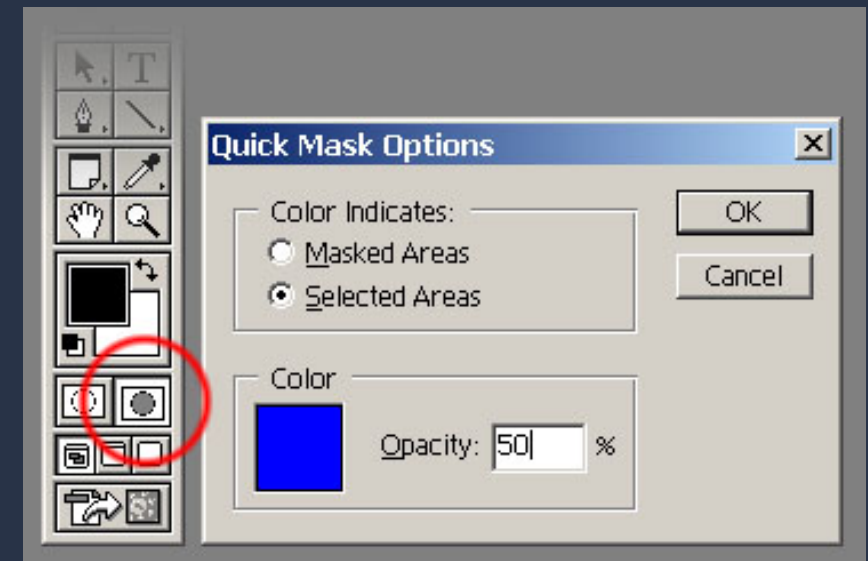 T
Quick Mask Options
Color Indicates:
Masked Areas
Selected Areas
OK
Cancel
Color
Opacity: 50 %